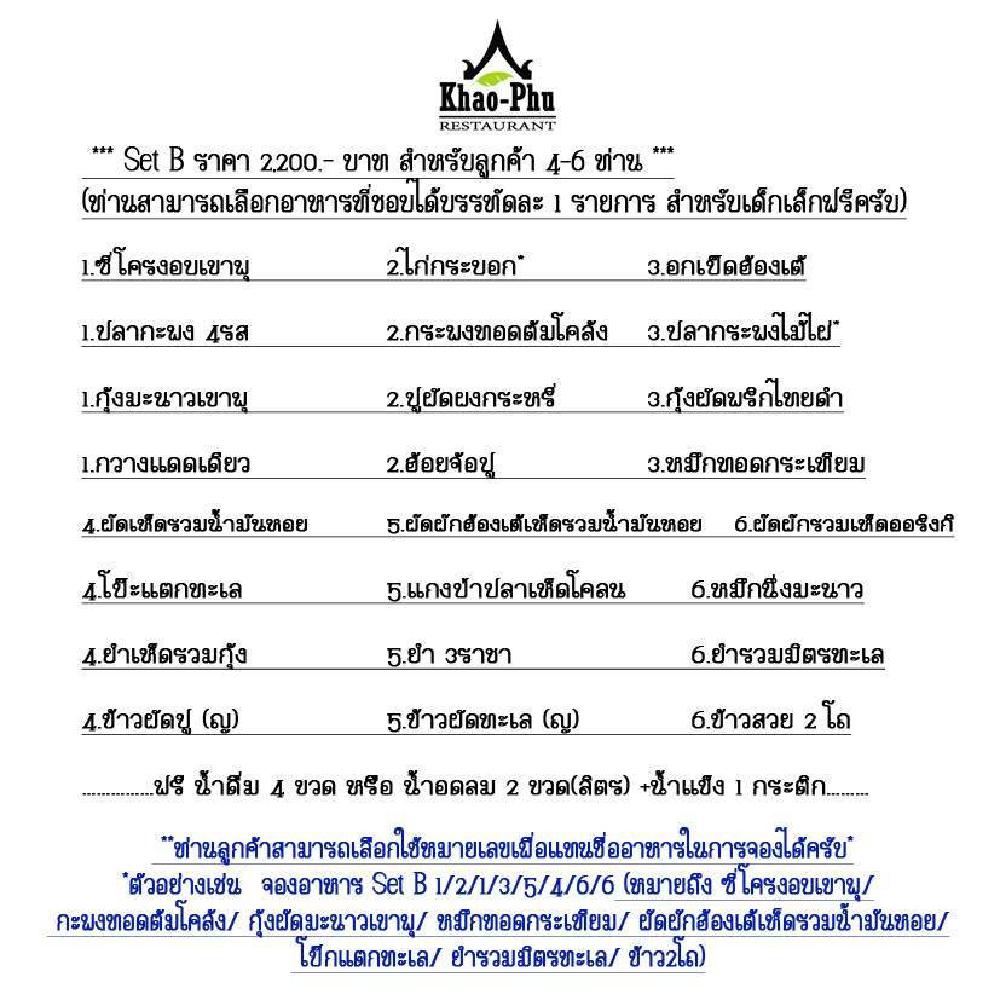 Khao-Phu
RESTAURANT
*** Set B ราคา 2,200.- บาท สำหรับลูกค้า 4-6 ท่าน ***
(ท่านสามารถเลือกอาหารที่ชอบได้บรรทัดละ 1 รายการ สำหรับเด็กเล็กฟรีครับ)
1.ซี่โครงอบเขาพุ 2.ไก่กระบอก* 3.อกเป็ดฮ่องเต้
1.ปลากะพง 4รส 2.กระพงทอดต้มโคล้ง 3.ปลากระพงไม้ไผ่*
1.กุ้งมะนาวเขาพุ 2.ปูผัดผงกระหรี่ 3.กุ้งผัดพริกไทยดำ
1.กวางแดดเดียว 2.ฮ้อยจ้อปู 3.หมึกทอดกระเทียม
4.ผัดเห็ดรวมน้ำมันหอย 5.ผัดผักฮ่องเต้เห็ดรวมน้ำมันหอย 6.ผัดผักรวมเห็ดออริงกิ
4.โป๊ะแตกทะเล 5.แกงป่าปลาเห็ดโคลน 6.หมึกนึ่งมะนาว
4.ยำเห็ดรวมกุ้ง 5.ยำ 3ราชา 6.ยำรวมมิตรทะเล
4.ข้าวผัดปู (ญ) 5.ข้าวผัดทะเล (ญ) 6.ข้าวสวย 2 โถ
...............ฟรี น้ำดื่ม 4 ขวด หรือ น้ำอดลม 2 ขวด(ลิตร) +น้ำแข็ง 1 กระติก.........
**ท่านลูกค้าสามารถเลือกใช้หมายเลขเพื่อแทนชื่ออาหารในการจองได้ครับ*
*ตัวอย่างเช่น จองอาหาร Set B 1/2/1/3/5/4/6/6 (หมายถึง ซี่โครงอบเขาพุ/
กะพงทอดต้มโคล้ง/ กุ้งผัดมะนาวเขาพุ/ หมึกทอดกระเทียม/ ผัดผักฮ่องเต้เห็ดรวมน้ำมันหอย/
โป๊กแตกทะเล/ ยำรวมมิตรทะเล/ ข้าว2โถ)